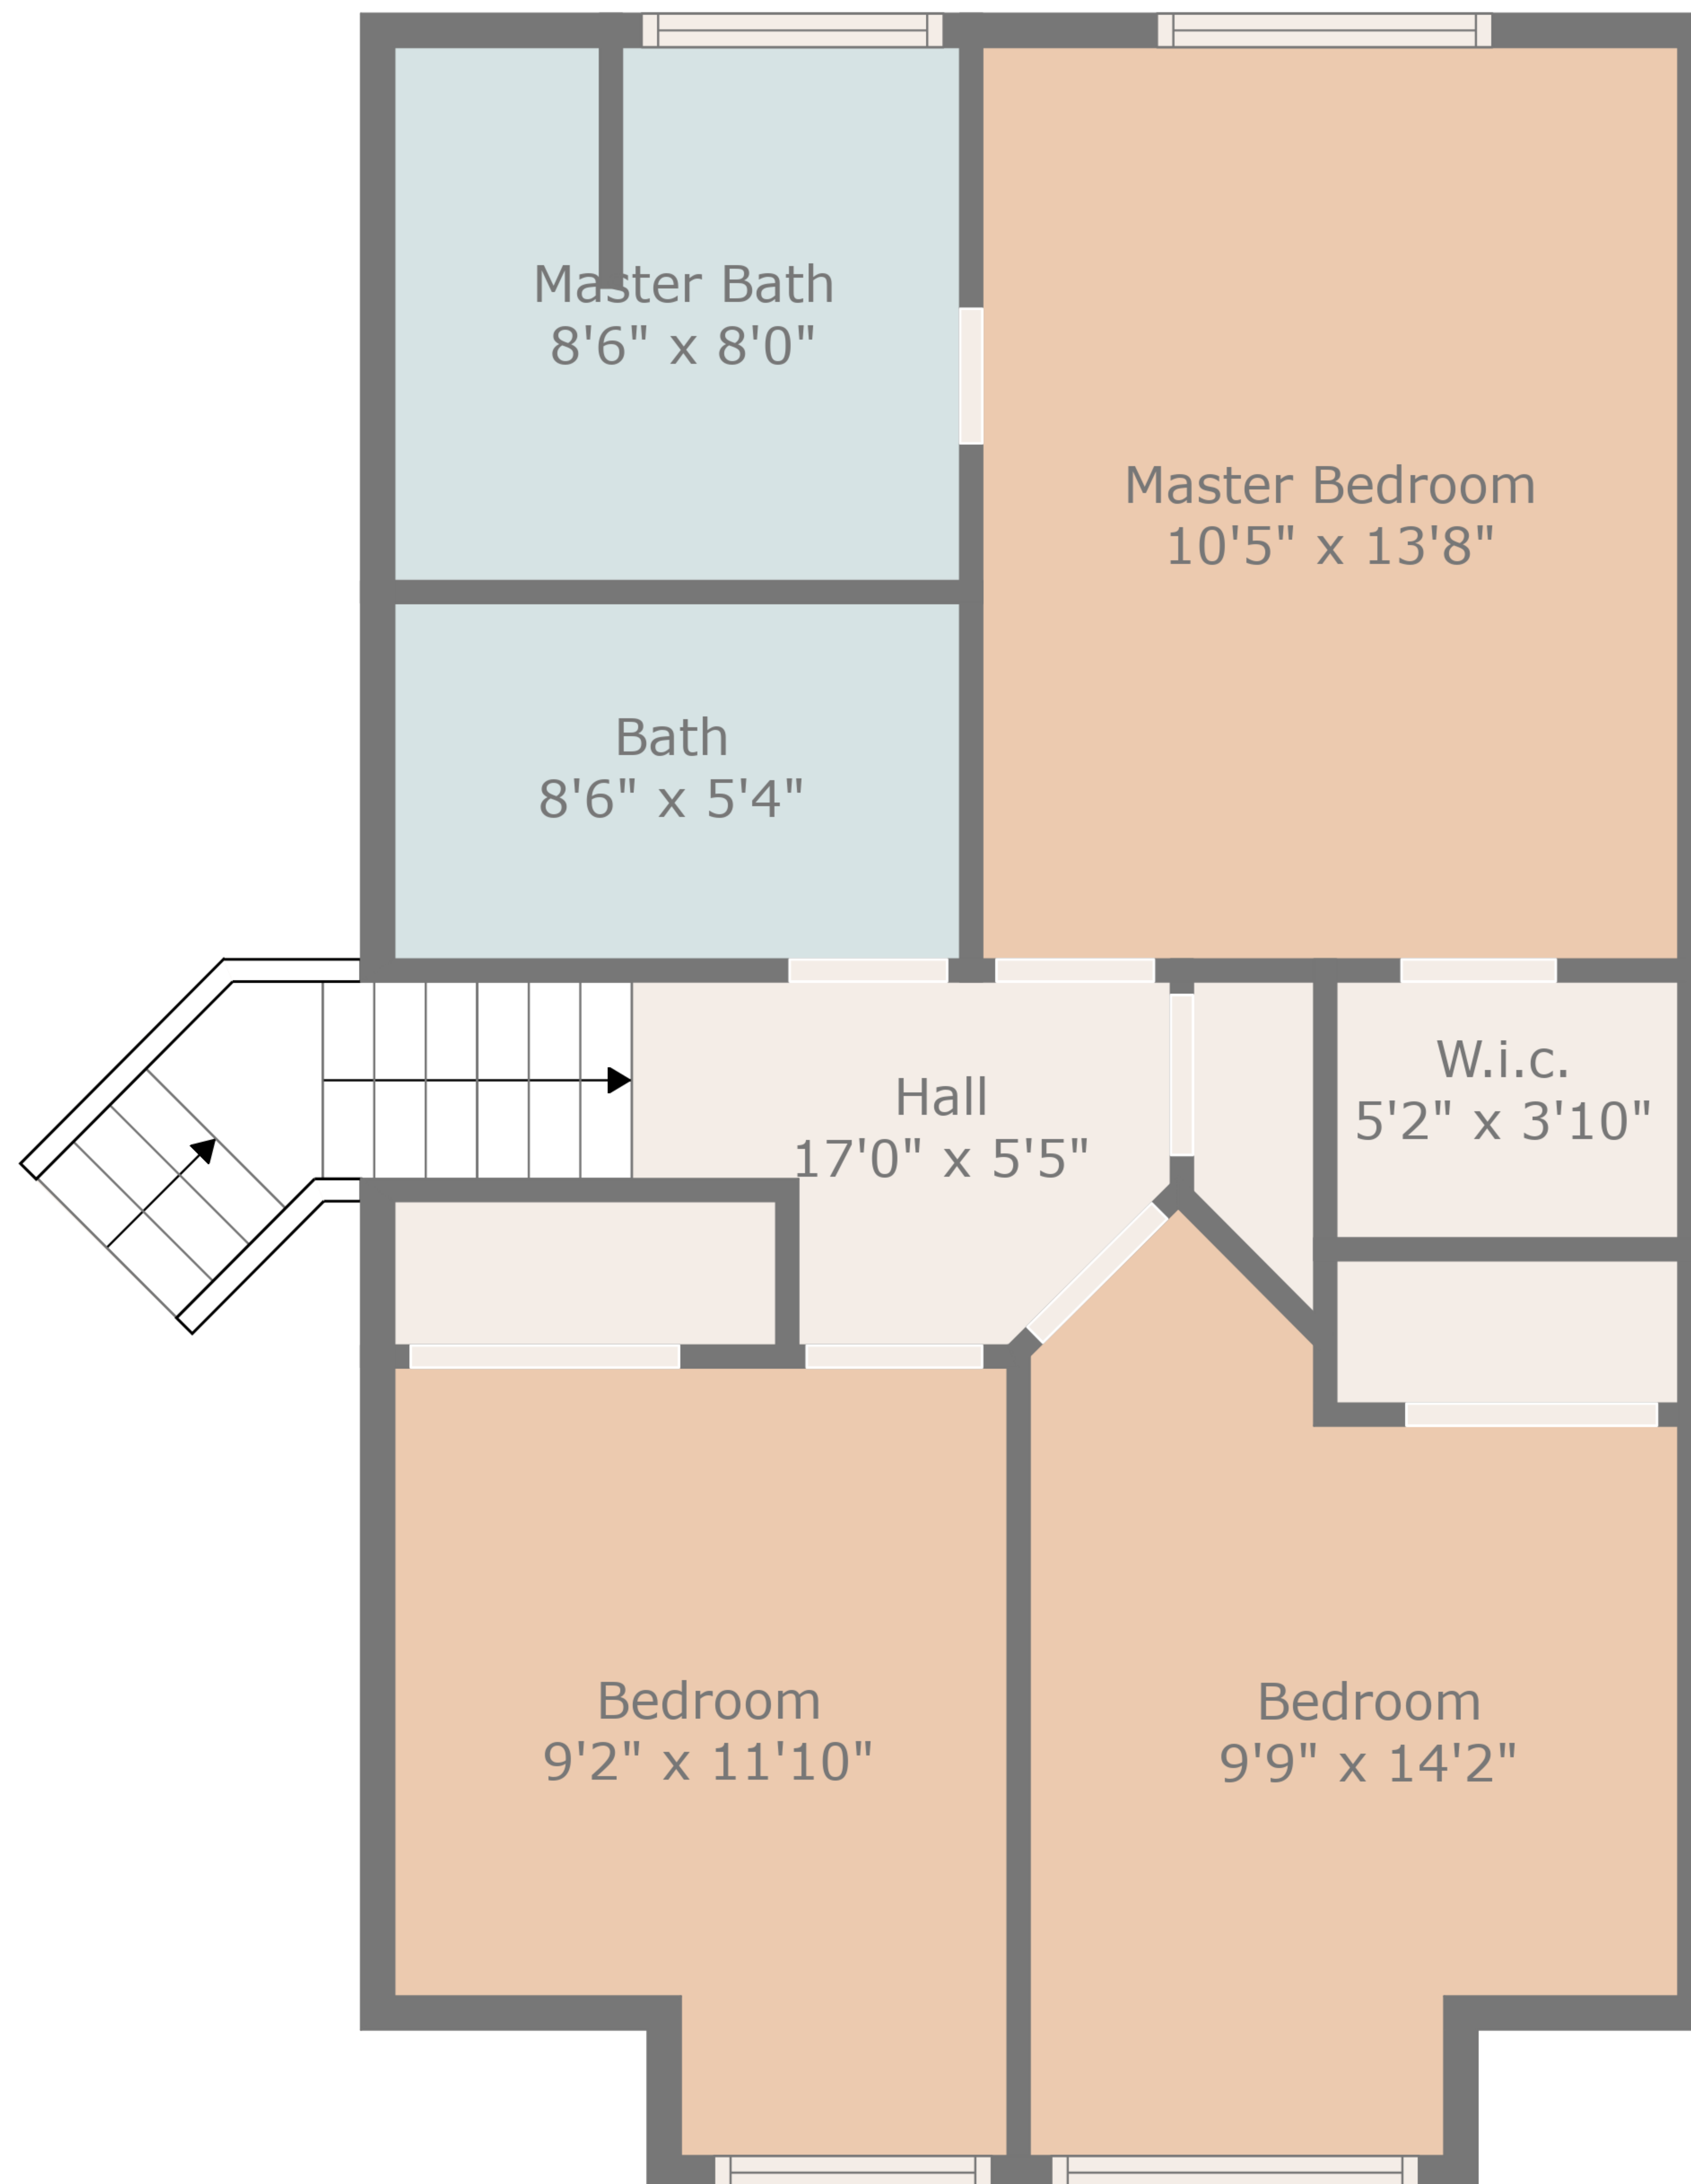 Master Bath
8'6" x 8'0"
Master Bedroom
10'5" x 13'8"
Bath
8'6" x 5'4"
W.i.c.
5'2" x 3'10"
Hall
17'0" x 5'5"
Bedroom
9'2" x 11'10"
Bedroom
9'9" x 14'2"